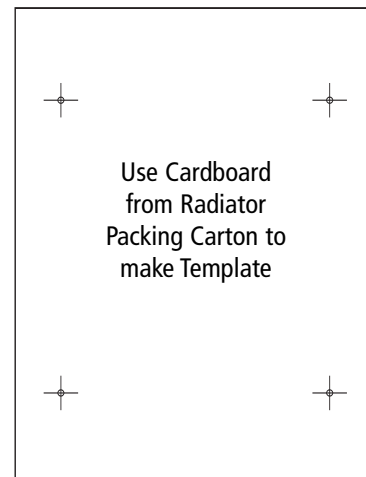 Use Cardboard
from Radiator
Packing Carton to
make Template